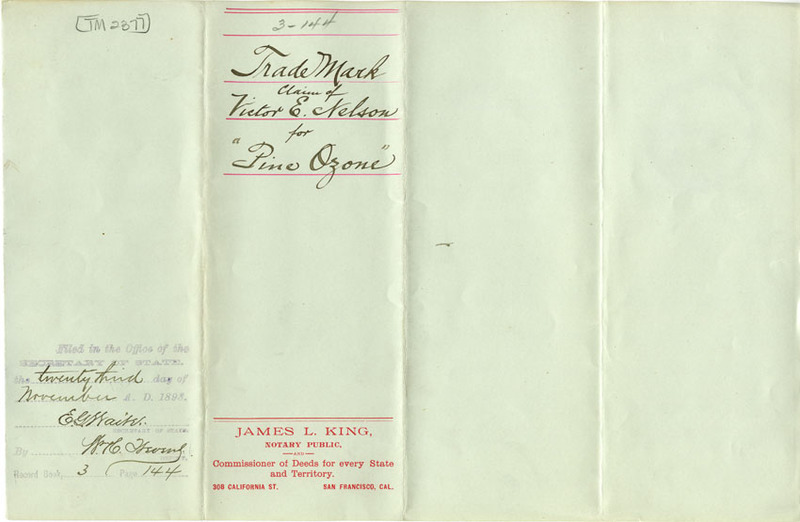 TM 2377
Filed in the Office of the
SECRETARY OF STATE,
the twenty third day of
November A. D. 1893.
E.G. Waite.
SECRETARY OF STATE.
By W. H.
Record Book, 3 Page 144
3-144
Trade Mark
Claim of
Victor E. Nelson
for
"Pine Ozone"
JAMES L. KING,
NOTARY PUBLIC,
—AND—
Commissioner of Deeds for every State
and Territory.
308 CALIFORNIA ST. SAN FRANCISCO, CAL.